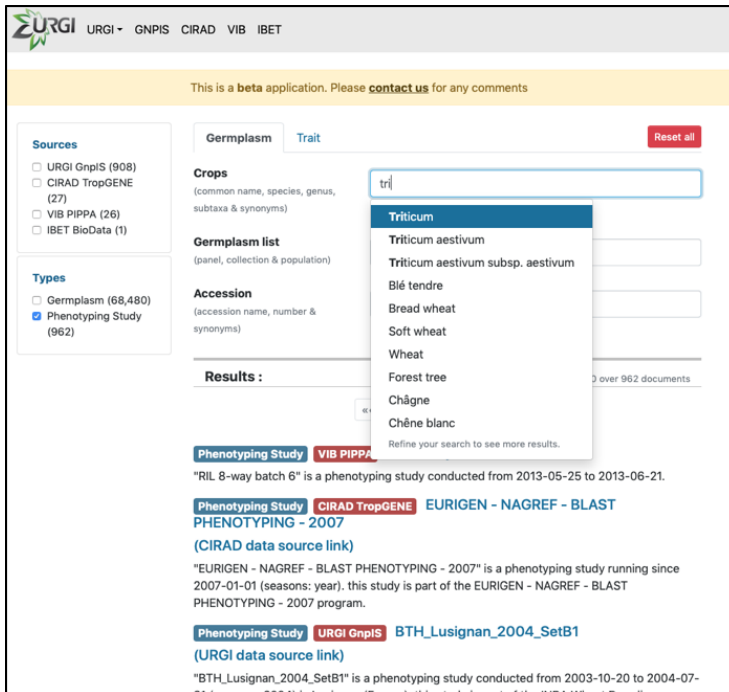 URGI
URGI GNPIS CIRAD VIB IBET
This is a beta application. Please contact us for any comments
Sources
URGI GnpIS (908)
CIRAD TropGENE
(27)
VIB PIPPA (26)
IBET BioData (1)
Types
Germplasm (68,480)
Phenotyping Study
(962)
Germplasm Trait Reset all
Crops
(common name, species, genus,
subtaxa & synonyms)
tri
Triticum
Triticum aestivum
Triticum aestivum subsp. aestivum
Blé tendre
Bread wheat
Soft wheat
Wheat
Forest tree
Châgne
Chêne blanc
Refine your search to see more results.
Germplasm list
(panel, collection & population)
Accession
(accession name, number &
synonyms)
Results : over 962 documents
««
Phenotyping Study VIB PIPPA
"RIL 8-way batch 6" is a phenotyping study conducted from 2013-05-25 to 2013-06-21.
Phenotyping Study CIRAD TropGENE EURIGEN - NAGREF - BLAST
PHENOTYPING - 2007
(CIRAD data source link)
"EURIGEN - NAGREF - BLAST PHENOTYPING - 2007" is a phenotyping study running since
2007-01-01 (seasons: year). this study is part of the EURIGEN - NAGREF - BLAST
PHENOTYPING - 2007 program.
Phenotyping Study URGI GnpIS BTH_Lusignan_2004_SetB1
(URGI data source link)
"BTH_Lusignan_2004_SetB1" is a phenotyping study conducted from 2003-10-20 to 2004-07-